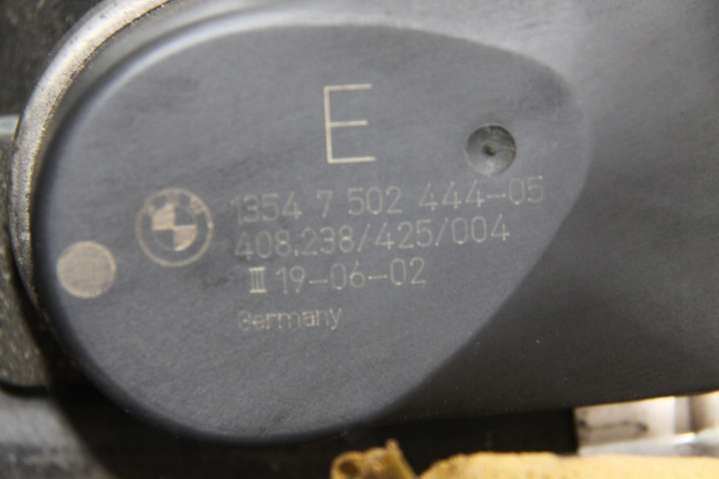 E
1354 7 502 444-05
408.238/425/004
III 19-06-02
Germany